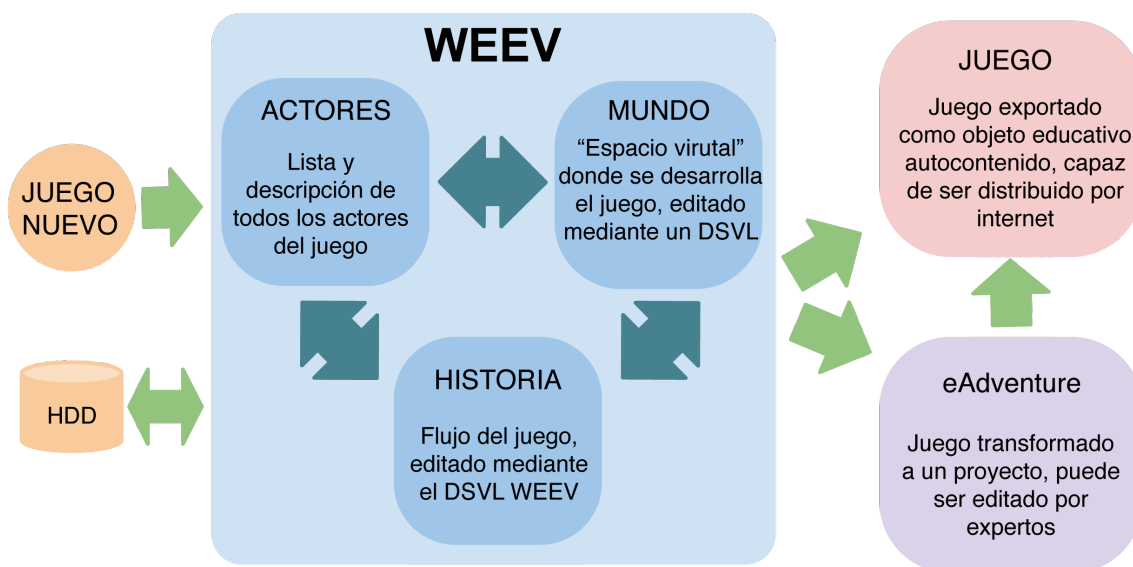 WEEV
JUEGO
NUEVO
HDD
ACTORES
Lista y
descripción de
todos los actores
del juego
MUNDO
“Espacio virutal”
donde se desarrolla
el juego, editado
mediante un DSVL
HISTORIA
Flujo del juego,
editado mediante
el DSVL WEEV
JUEGO
Juego exportado
como objeto educativo
autocontenido, capaz
de ser distribuido por
internet
eAdventure
Juego transformado
a un proyecto, puede
ser editado por
expertos